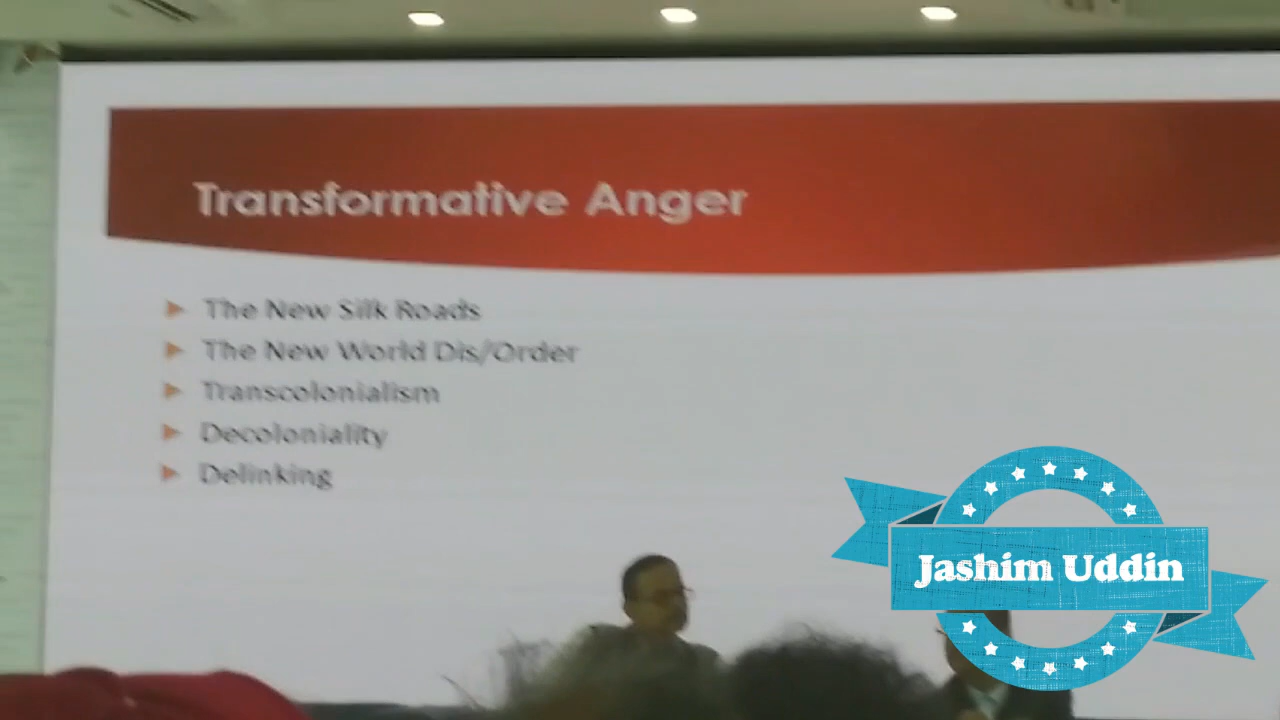 Transformative Anger
The New Silk Roads
The New World Dis/Order
Transcolonialism
Decoloniality
Delinking
Jashim Uddin